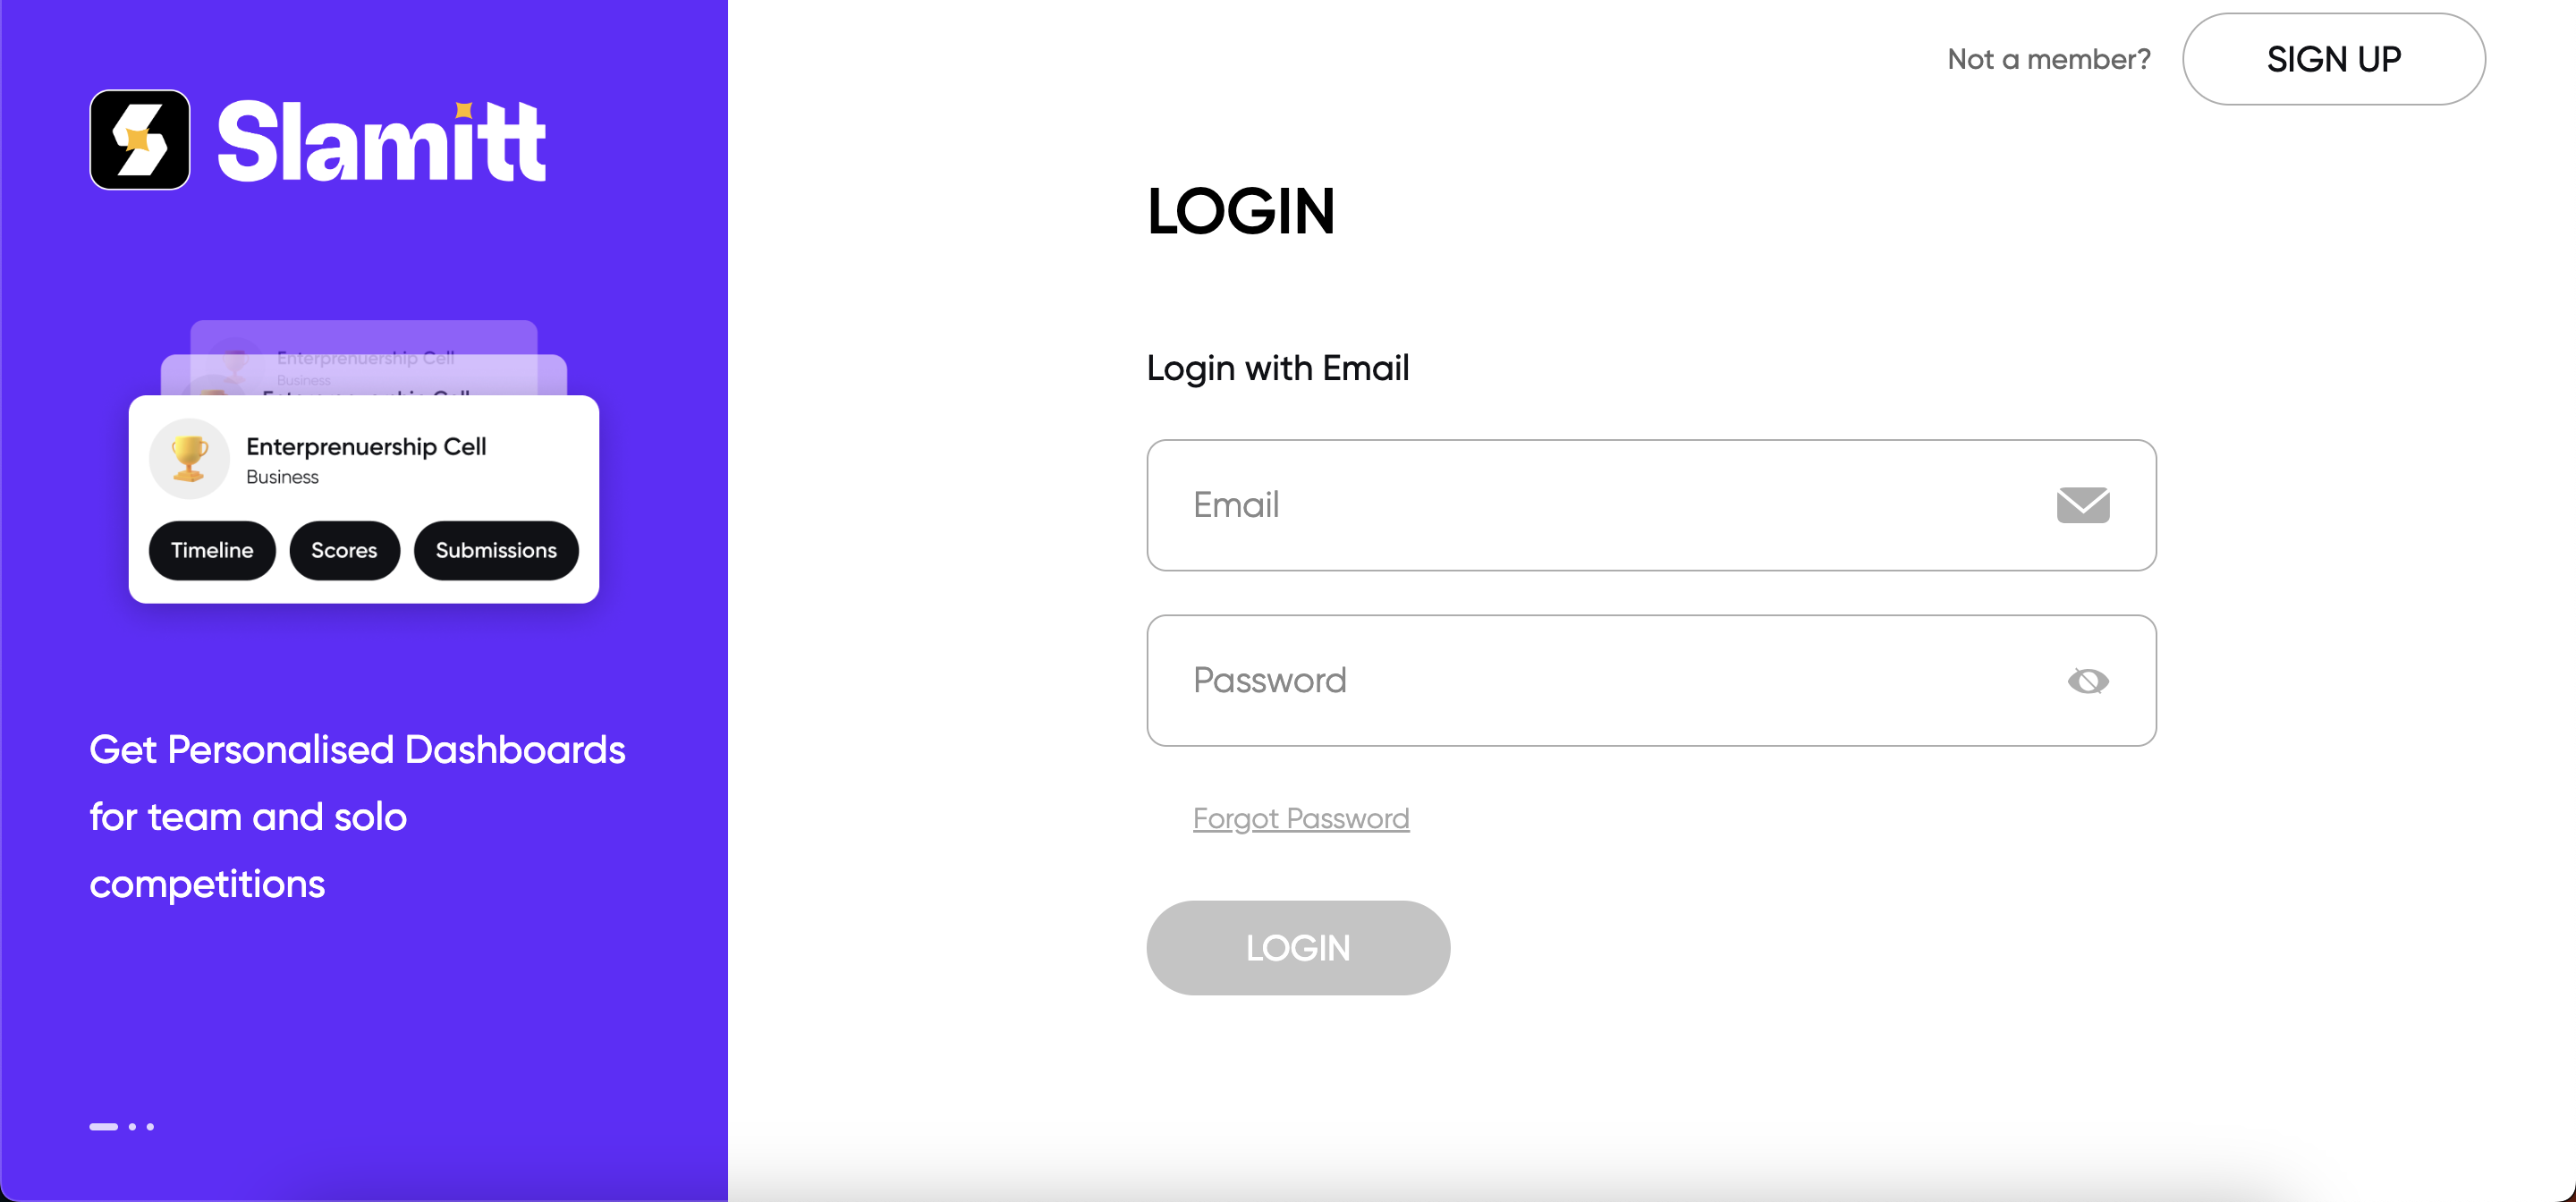 Slamitt
Enterprenuership Cell
Business
Enterprenuership Cell
Business
Timeline
Scores
Submissions
Get Personalised Dashboards
for team and solo
competitions
Not a member?
SIGN UP
LOGIN
Login with Email
Email
Password
Forgot Password
LOGIN